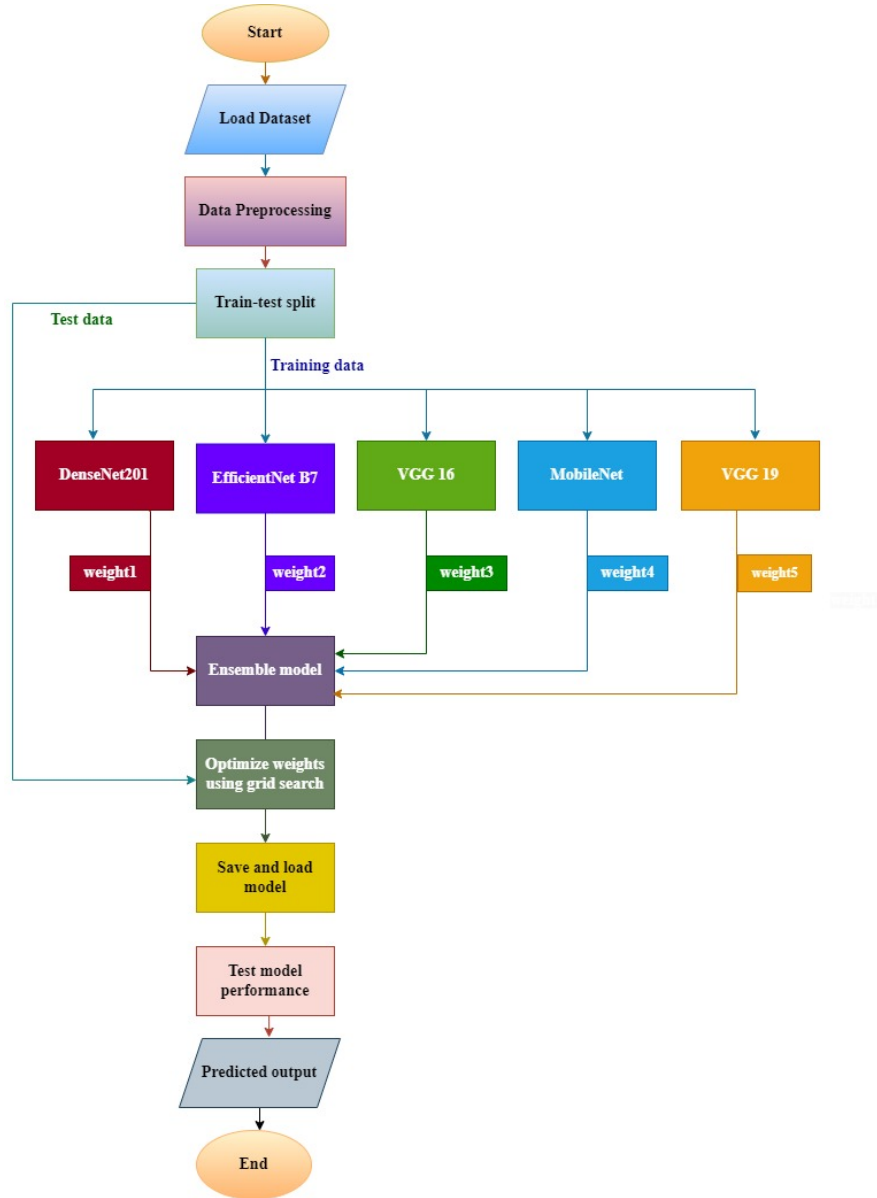 Start
Load Dataset
Data Preprocessing
Train-test split
Test data
Training data
DenseNet201
EfficientNet B7
VGG 16
MobileNet
VGG 19
weight1
weight2
weight3
weight4
weight5
Ensemble model
Optimize weights
using grid search
Save and load
model
Test model
performance
Predicted output
End